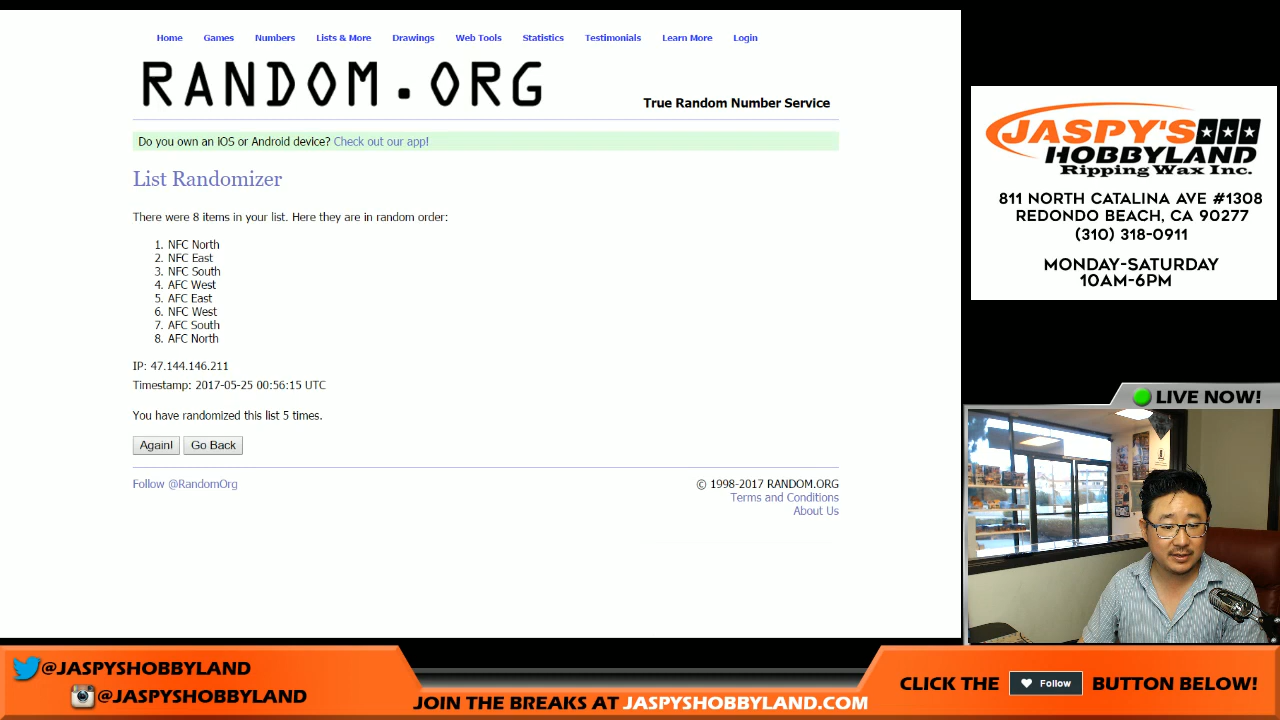 Home Games Numbers Lists & More Drawings Web Tools Statistics Testimonials Learn More Login
RANDOM.ORG
True Random Number Service
Do you own an iOS or Android device? Check out our app!
List Randomizer
There were 8 items in your list. Here they are in random order:
1. NFC North
2. NFC East
3. NFC South
4. AFC West
5. AFC East
6. NFC West
7. AFC South
8. AFC North
IP: 47.144.146.211
Timestamp: 2017-05-25 00:56:15 UTC
You have randomized this list 5 times.
Again! Go Back
Follow @RandomOrg
© 1998-2017 RANDOM.ORG
Terms and Conditions
About Us
JASPY'S
HOBBYLAND
Ripping Wax Inc.
811 NORTH CATALINA AVE #1308
REDONDO BEACH, CA 90277
(310) 318-0911
MONDAY-SATURDAY
10AM-6PM
LIVE NOW!
@JASPYSHOBBYLAND
@JASPYSHOBBYLAND
JOIN THE BREAKS AT JASPYSHOBBYLAND.COM
CLICK THE Follow BUTTON BELOW!